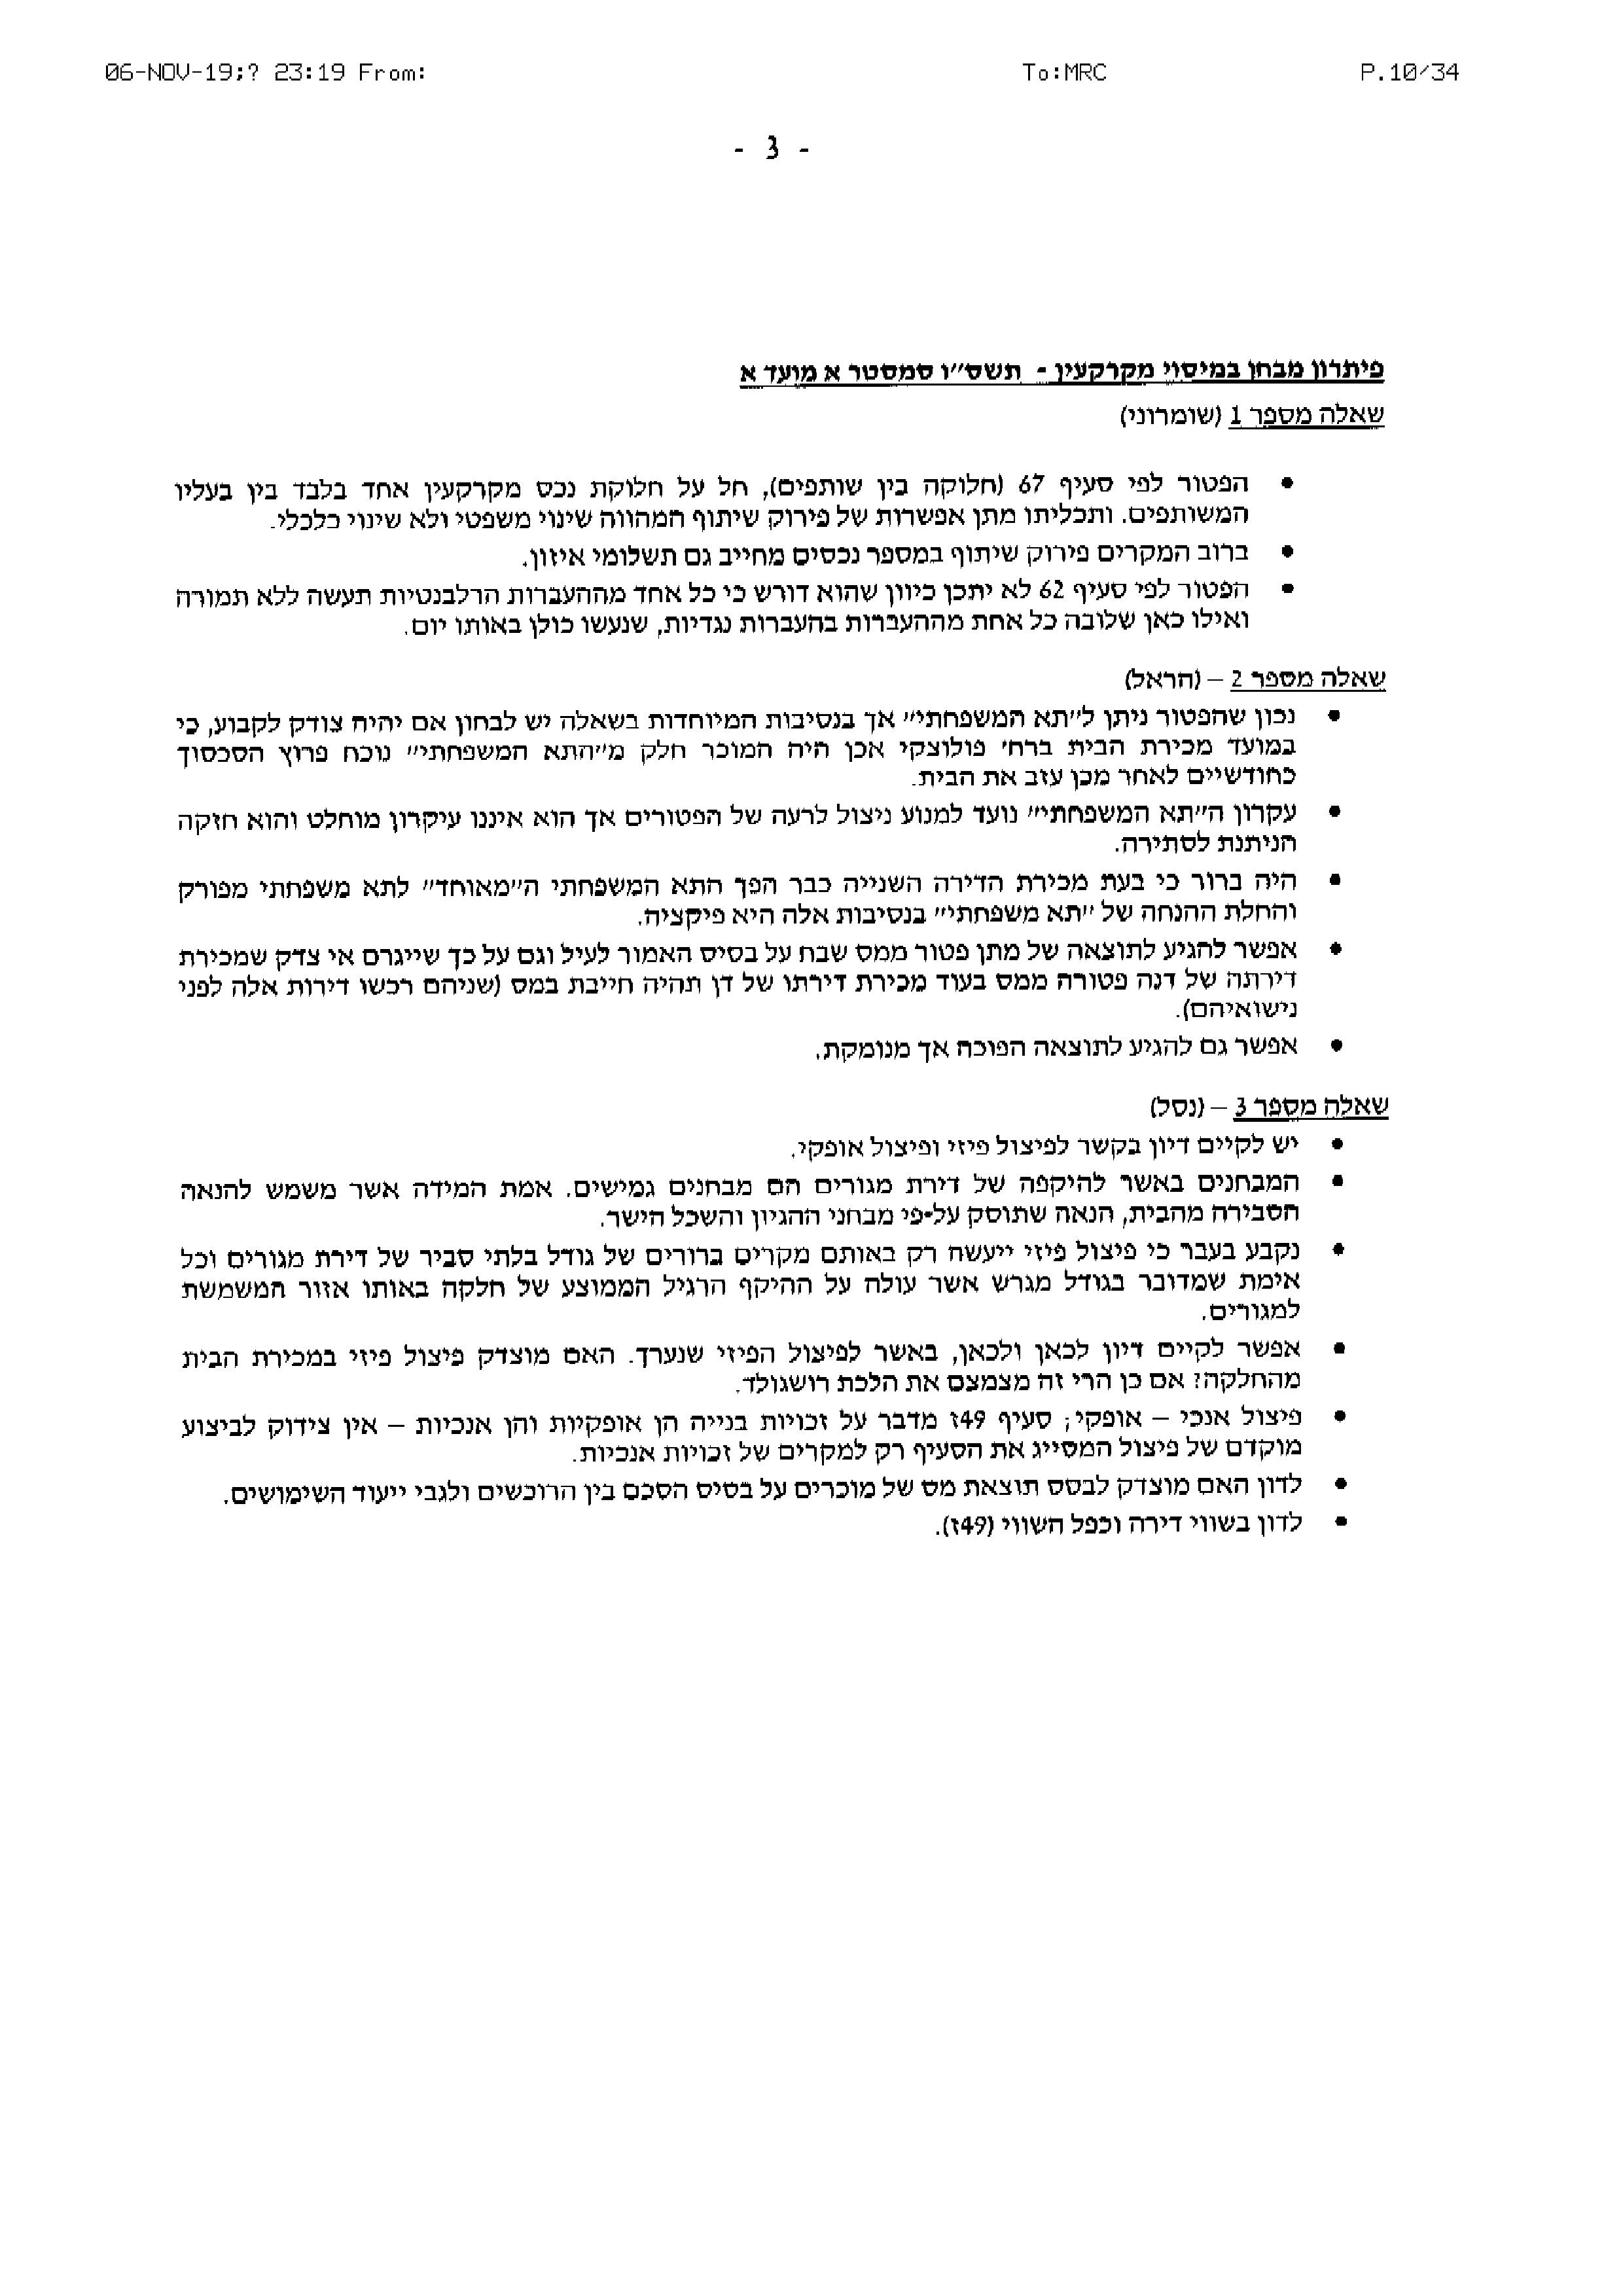 06-NOV-19;? 23:19 From: To:MRC P.10/34
- 3 -
פיתרון מבחן במיסוי מקרקעין - תשס"ו סמסטר א מועד א
שאלה מספר 1 (שומרוני)
• הפטור לפי סעיף 67 (חלוקה בין שותפים), חל על חלוקת נכס מקרקעין אחד בלבד בין בעליו
המשותפים. ותכליתו מתן אפשרות של פירוק שיתוף המהווה שינוי משפטי ולא שינוי כלכלי.
• ברוב המקרים פירוק שיתוף במספר נכסים מחייב גם תשלומי איזון.
• הפטור לפי סעיף 62 לא יתכן כיוון שהוא דורש כי כל אחד מההעברות הרלבנטיות תעשה ללא תמורה
ואילו כאן שלובה כל אחת מההעברות בהעברות נגדיות, שנעשו כולן באותו יום.
שאלה מספר 2 – (הראל)
• נכון שהפטור ניתן ל"תא המשפחתי" אך בנסיבות המיוחדות בשאלה יש לבחון אם יהיה צודק לקבוע, כי
במועד מכירת הבית ברח' פולוצקי אכן היה המוכר חלק מ"התא המשפחתי" נוכח פרוץ הסכסוך
כחודשיים לאחר מכן עזב את הבית.
• עקרון ה"תא המשפחתי" נועד למנוע ניצול לרעה של הפטורים אך הוא איננו עיקרון מוחלט והוא חזקה
הניתנת לסתירה.
• היה ברור כי בעת מכירת הדירה השנייה כבר הפך התא המשפחתי ה"מאוחד" לתא משפחתי מפורק
והחלת ההנחה של "תא משפחתי" בנסיבות אלה היא פיקציה.
• אפשר להגיע לתוצאה של מתן פטור ממס שבח על בסיס האמור לעיל וגם על כך שייגרם אי צדק שמכירת
דירתה של דנה פטורה ממס בעוד מכירת דירתו של דן תהיה חייבת במס (שניהם רכשו דירות אלה לפני
נישואיהם).
• אפשר גם להגיע לתוצאה הפוכה אך מנומקת.
שאלה מספר 3 – (נסל)
• יש לקיים דיון בקשר לפיצול פיזי ופיצול אופקי.
• המבחנים באשר להיקפה של דירת מגורים הם מבחנים גמישים. אמת המידה אשר משמש להנאה
הסבירה מהבית, הנאה שתוסק על-פי מבחני ההגיון והשכל הישר.
• נקבע בעבר כי פיצול פיזי ייעשה רק באותם מקרים ברורים של גודל בלתי סביר של דירת מגורים וכל
אימת שמדובר בגודל מגרש אשר עולה על ההיקף הרגיל הממוצע של חלקה באותו אזור המשמשת
למגורים.
• אפשר לקיים דיון לכאן ולכאן, באשר לפיצול הפיזי שנערך. האם מוצדק פיצול פיזי במכירת הבית
מהחלקה? אם כן הרי זה מצמצם את הלכת רושגולד.
• פיצול אנכי – אופקי; סעיף 49ז מדבר על זכויות בנייה הן אופקיות והן אנכיות – אין צידוק לביצוע
מוקדם של פיצול המסייג את הסעיף רק למקרים של זכויות אנכיות.
• לדון האם מוצדק לבסס תוצאת מס של מוכרים על בסיס הסכם בין הרוכשים ולגבי ייעוד השימושים.
• לדון בשווי דירה וכפל השווי (49ז).